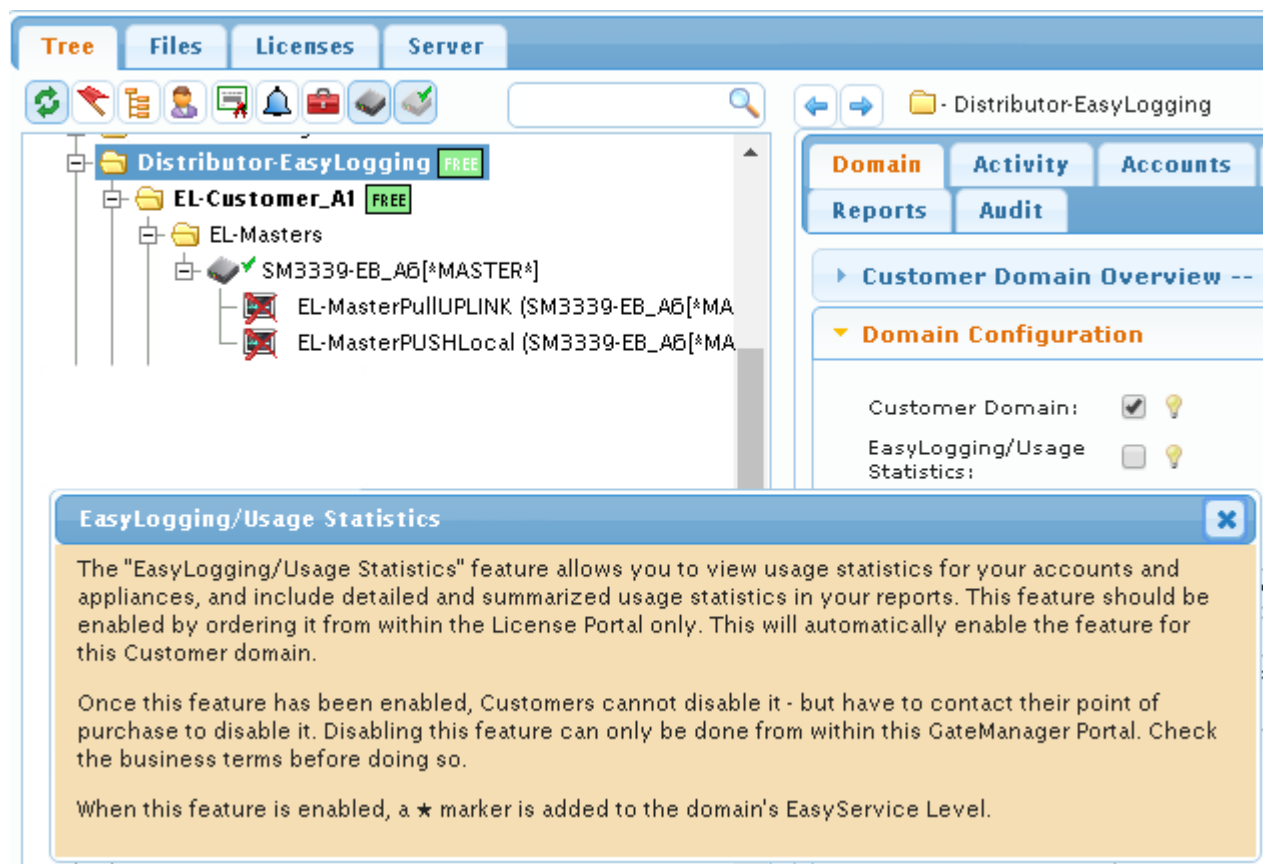 Tree Files Licenses Server
- Distributor-EasyLogging
Distributor-EasyLogging FREE
EL-Customer_A1 FREE
EL-Masters
SM3339-EB_A6[*MASTER*]
EL-MasterPullUPLINK (SM3339-EB_A6[*MA
EL-MasterPUSHLocal (SM3339-EB_A6[*MA
Domain Activity Accounts
Reports Audit
Customer Domain Overview --
Domain Configuration
Customer Domain:
EasyLogging/Usage
Statistics:
EasyLogging/Usage Statistics
The "EasyLogging/Usage Statistics" feature allows you to view usage statistics for your accounts and
appliances, and include detailed and summarized usage statistics in your reports. This feature should be
enabled by ordering it from within the License Portal only. This will automatically enable the feature for
this Customer domain.
Once this feature has been enabled, Customers cannot disable it - but have to contact their point of
purchase to disable it. Disabling this feature can only be done from within this GateManager Portal. Check
the business terms before doing so.
When this feature is enabled, a ★ marker is added to the domain's EasyService Level.